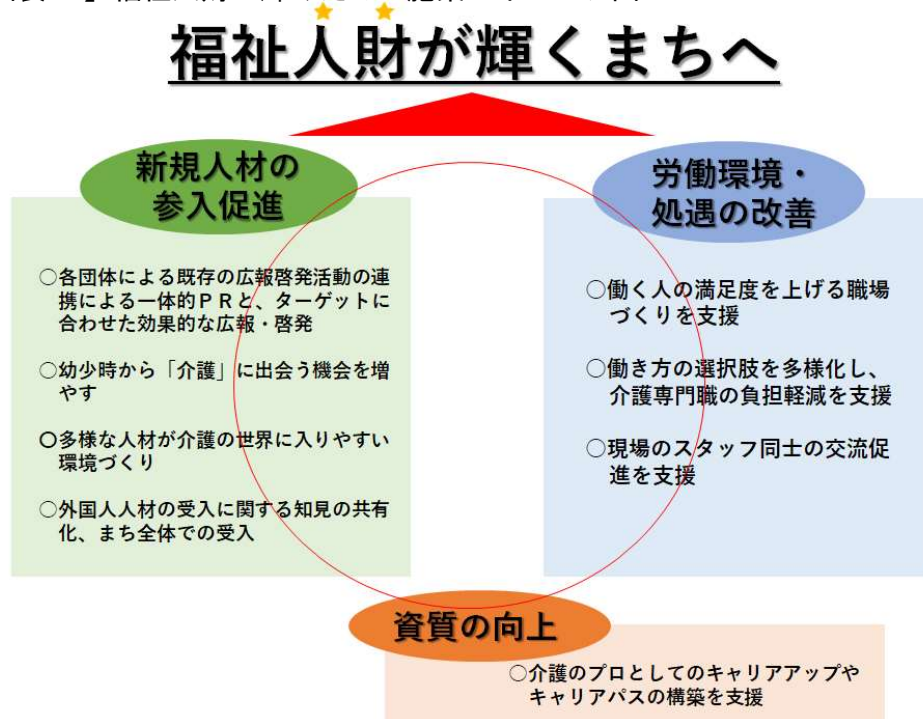 福祉人財が輝くまちへ
新規人材の
参入促進
○各団体による既存の広報啓発活動の連
携による一体的ＰＲと、ターゲットに
合わせた効果的な広報・啓発
○幼少時から「介護」に出会う機会を増
やす
○多様な人材が介護の世界に入りやすい
環境づくり
○外国人人材の受入に関する知見の共有
化、まち全体での受入
労働環境・
処遇の改善
○働く人の満足度を上げる職場
づくりを支援
○働き方の選択肢を多様化し、
介護専門職の負担軽減を支援
○現場のスタッフ同士の交流促
進を支援
資質の向上
○介護のプロとしてのキャリアアップや
キャリアパスの構築を支援